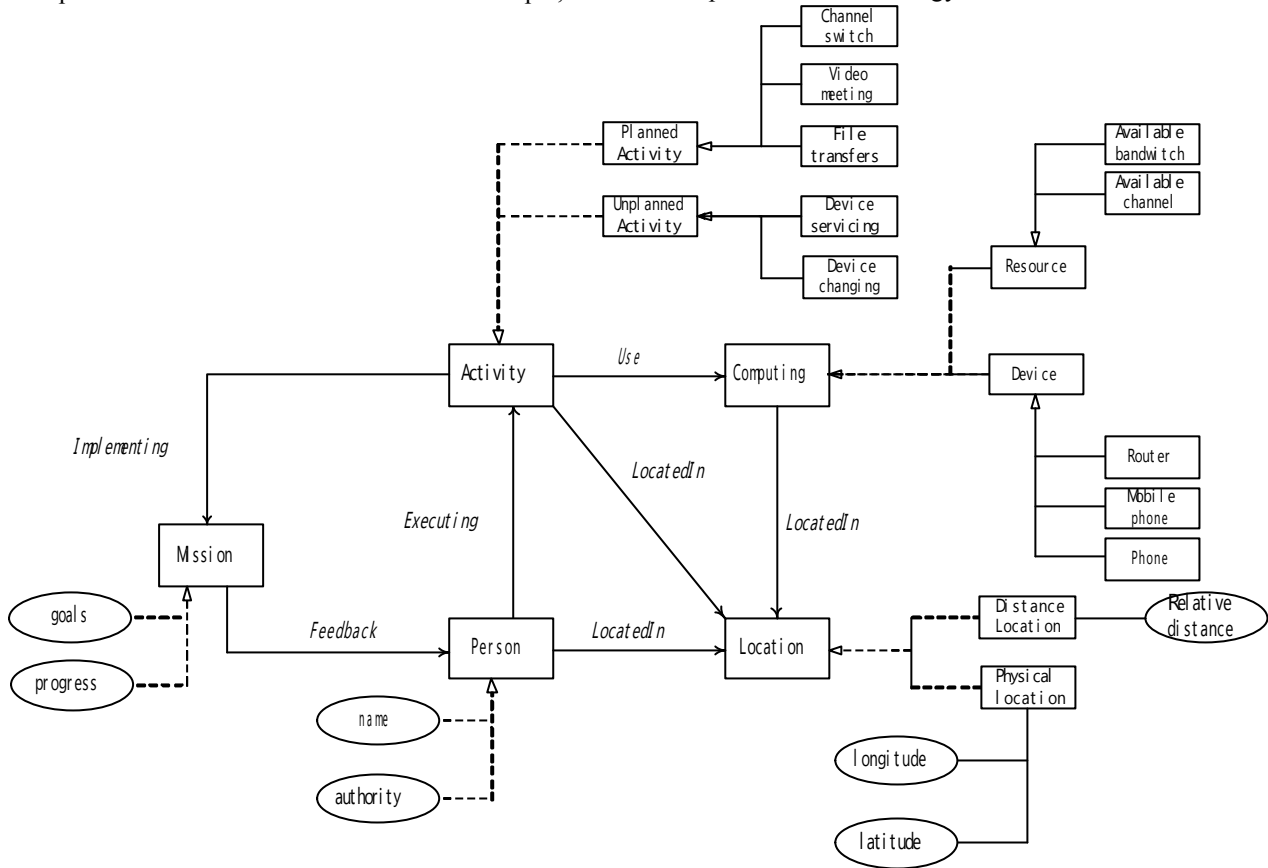 Channel
switch
Video
meeting
Planned
Activity
File
transfers
Available
bandwitch
Unplanned
Activity
Device
servicing
Available
channel
Device
changing
Resource
Use
Activity
Computing
Device
Implementing
LocatedIn
Router
Executing
LocatedIn
Mobile
phone
Mission
Phone
goals
Feedback
Person
LocatedIn
Location
Distance
Location
Relative
distance
progress
Physical
location
name
longitude
authority
latitude